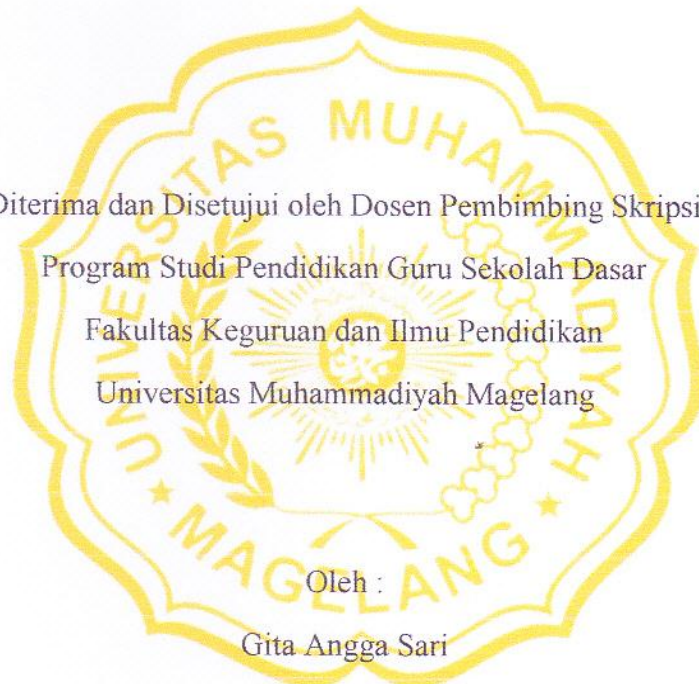 UNIVERSITAS MUHAMMADIYAH
Diterima dan Disetujui oleh Dosen Pembimbing Skripsi
Program Studi Pendidikan Guru Sekolah Dasar
Fakultas Keguruan dan Ilmu Pendidikan
Universitas Muhammadiyah Magelang
★ MAGELANG ★
Oleh :
Gita Angga Sari